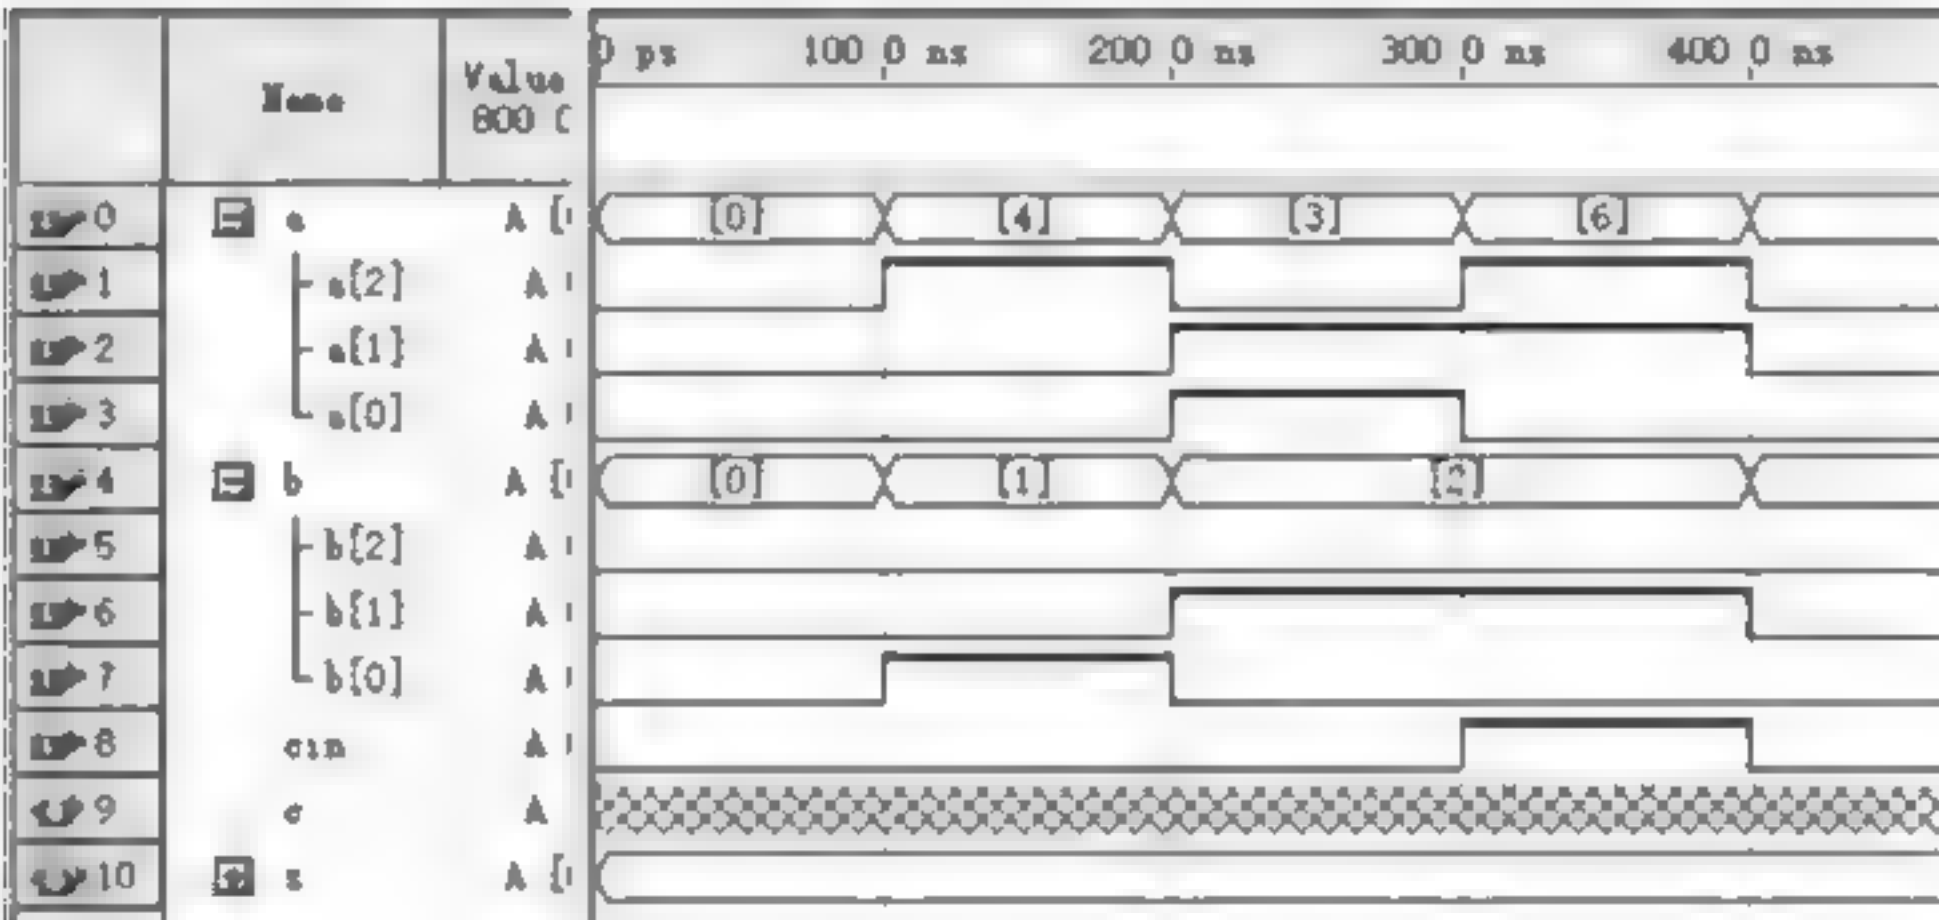 Name Value 800 0 ps 100 0 ns 200 0 ns 300 0 ns 400 0 ns
0 a A [0] [4] [3] [6]
1 a[2] A
2 a[1] A
3 a[0] A
4 b A [0] [1] [2]
5 b[2] A
6 b[1] A
7 b[0] A
8 cin A
9 c A
10 s A